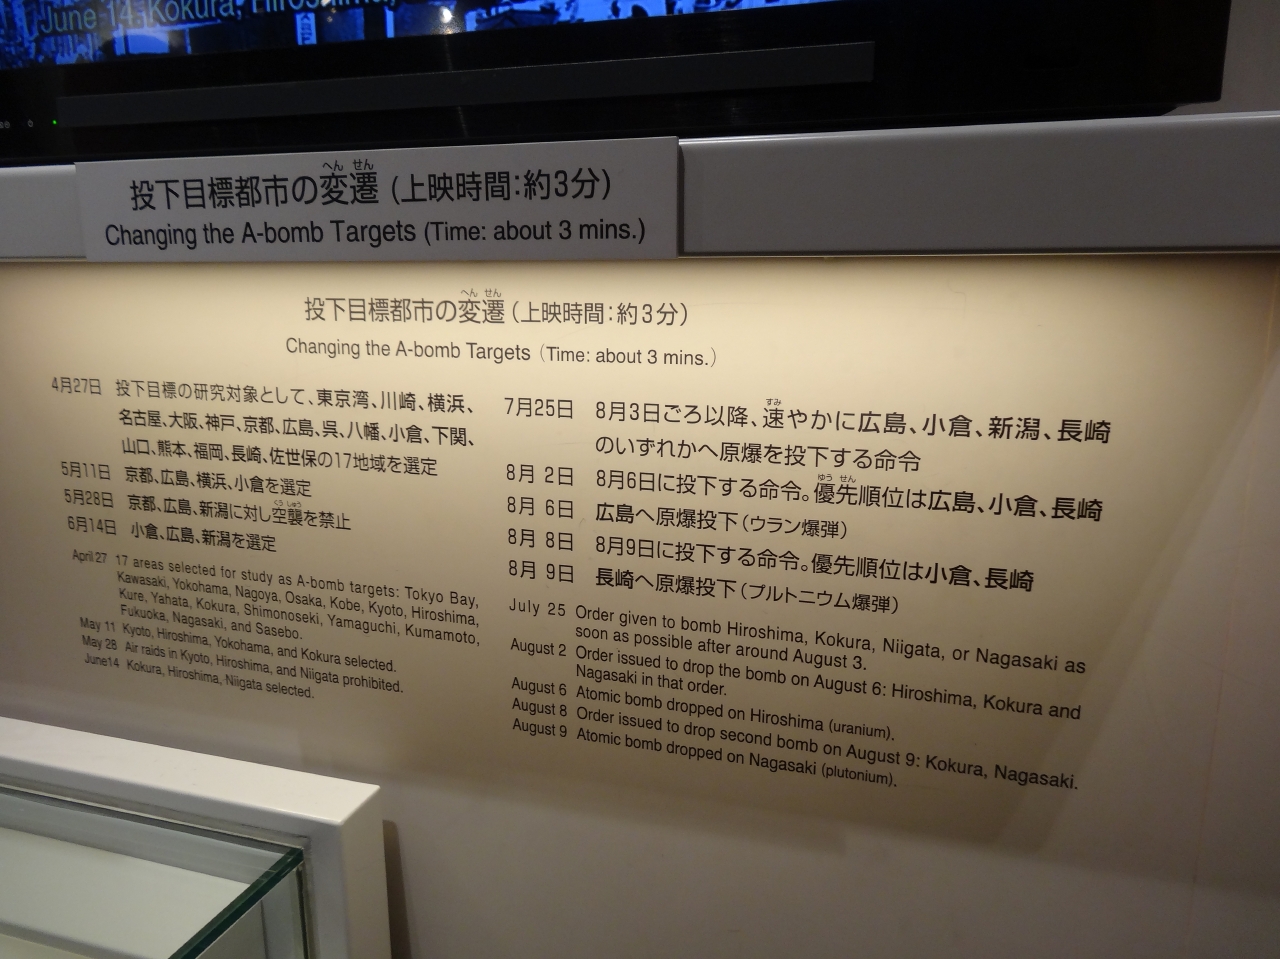 June 14: Kokura, Hiroshima,
投下目標都市の変遷 (上映時間:約3分)
へん せん
Changing the A-bomb Targets (Time: about 3 mins.)
投下目標都市の変遷(上映時間:約3分)
へん せん
Changing the A-bomb Targets (Time: about 3 mins.)
4月27日 投下目標の研究対象として、東京湾、川崎、横浜、
名古屋、大阪、神戸、京都、広島、呉、八幡、小倉、下関、
山口、熊本、福岡、長崎、佐世保の17地域を選定
5月11日 京都、広島、横浜、小倉を選定
5月28日 京都、広島、新潟に対し空襲を禁止
くう しゅう
6月14日 小倉、広島、新潟を選定
April 27 17 areas selected for study as A-bomb targets: Tokyo Bay,
Kawasaki, Yokohama, Nagoya, Osaka, Kobe, Kyoto, Hiroshima,
Kure, Yahata, Kokura, Shimonoseki, Yamaguchi, Kumamoto,
Fukuoka, Nagasaki, and Sasebo.
May 11 Kyoto, Hiroshima, Yokohama, and Kokura selected.
May 28 Air raids in Kyoto, Hiroshima, and Niigata prohibited.
June14 Kokura, Hiroshima, Niigata selected.
7月25日 8月3日ごろ以降、速やかに広島、小倉、新潟、長崎
すみ
のいずれかへ原爆を投下する命令
8月 2日 8月6日に投下する命令。優先順位は広島、小倉、長崎
ゆう せん
8月 6日 広島へ原爆投下(ウラン爆弾)
8月 8日 8月9日に投下する命令。優先順位は小倉、長崎
8月 9日 長崎へ原爆投下(プルトニウム爆弾)
July 25 Order given to bomb Hiroshima, Kokura, Niigata, or Nagasaki as
soon as possible after around August 3.
August 2 Order issued to drop the bomb on August 6: Hiroshima, Kokura and
Nagasaki in that order.
August 6 Atomic bomb dropped on Hiroshima (uranium).
August 8 Order issued to drop second bomb on August 9: Kokura, Nagasaki.
August 9 Atomic bomb dropped on Nagasaki (plutonium).